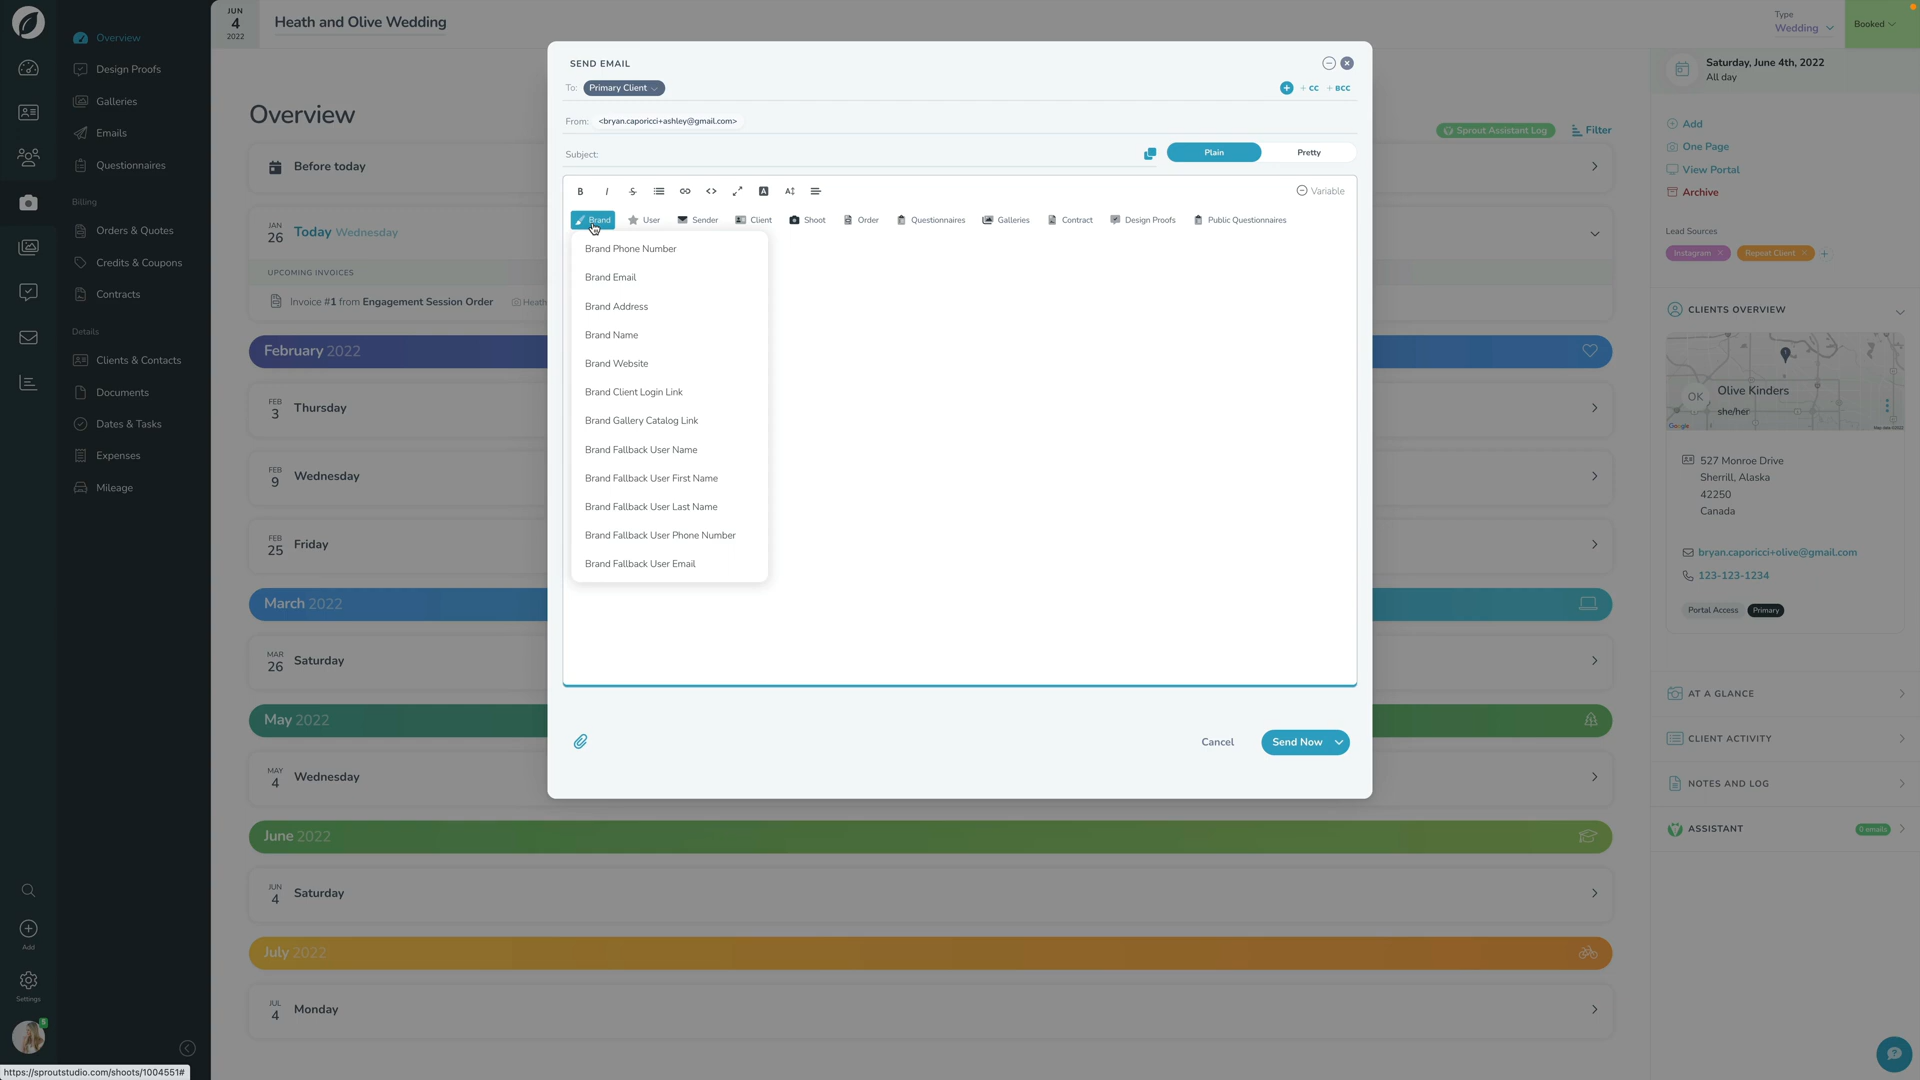 JUN
4
2022
Heath and Olive Wedding
Type
Wedding
Booked
Overview
Design Proofs
Galleries
Emails
Questionnaires
Billing
Orders & Quotes
Credits & Coupons
Contracts
Details
Clients & Contacts
Documents
Dates & Tasks
Expenses
Mileage
Add
Settings
5
https://sproutstudio.com/shoots/1004551#
Overview
Sprout Assistant Log
Filter
Before today
JAN
26
Today Wednesday
UPCOMING INVOICES
Invoice #1 from Engagement Session Order
Heath
February 2022
FEB
3
Thursday
FEB
9
Wednesday
FEB
25
Friday
March 2022
MAR
26
Saturday
May 2022
MAY
4
Wednesday
June 2022
JUN
4
Saturday
July 2022
JUL
4
Monday
SEND EMAIL
To: Primary Client
+ CC + BCC
From: <bryan.caporicci+ashley@gmail.com>
Subject:
Plain
Pretty
B I S
Variable
Brand User Sender Client Shoot Order Questionnaires Galleries Contract Design Proofs Public Questionnaires
Brand Phone Number
Brand Email
Brand Address
Brand Name
Brand Website
Brand Client Login Link
Brand Gallery Catalog Link
Brand Fallback User Name
Brand Fallback User First Name
Brand Fallback User Last Name
Brand Fallback User Phone Number
Brand Fallback User Email
Cancel
Send Now
Saturday, June 4th, 2022
All day
Add
One Page
View Portal
Archive
Lead Sources
Instagram ×
Repeat Client ×
+
CLIENTS OVERVIEW
OK
Olive Kinders
she/her
Google
527 Monroe Drive
Sherrill, Alaska
42250
Canada
bryan.caporicci+olive@gmail.com
123-123-1234
Portal Access
Primary
AT A GLANCE
CLIENT ACTIVITY
NOTES AND LOG
ASSISTANT
0 emails